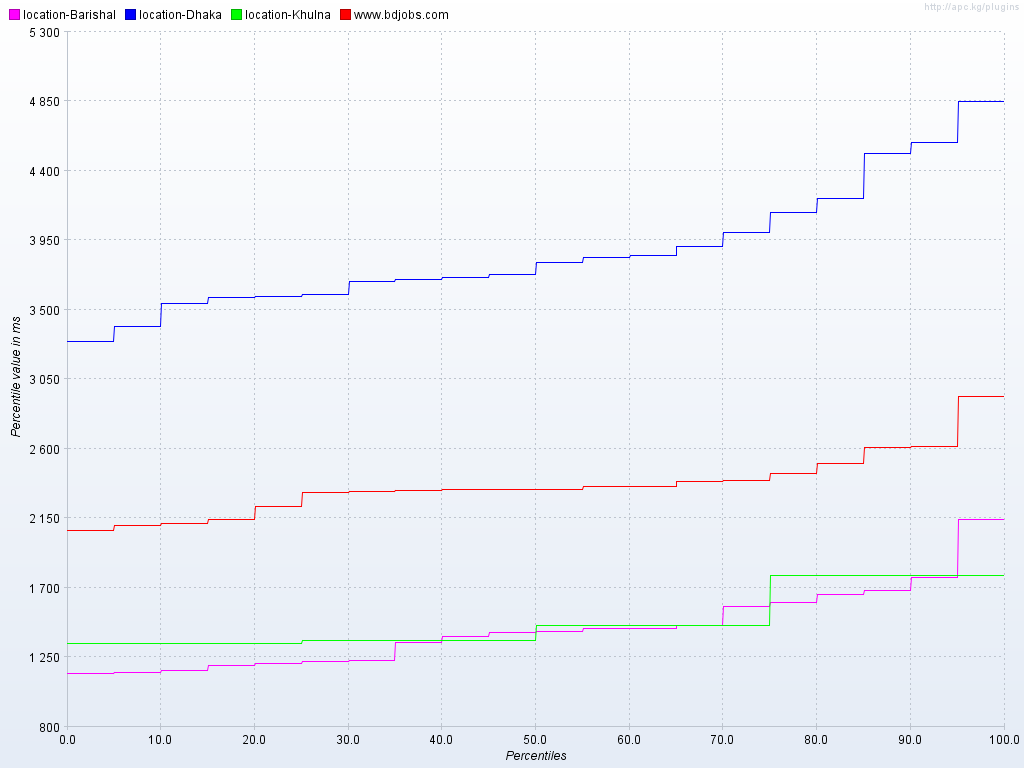 http://apc.kg/plugins
location-Barishal location-Dhaka location-Khulna www.bdjobs.com
5 300
4 850
4 400
3 950
3 500
3 050
2 600
2 150
1 700
1 250
800
Percentile value in ms
0.0 10.0 20.0 30.0 40.0 50.0 60.0 70.0 80.0 90.0 100.0
Percentiles